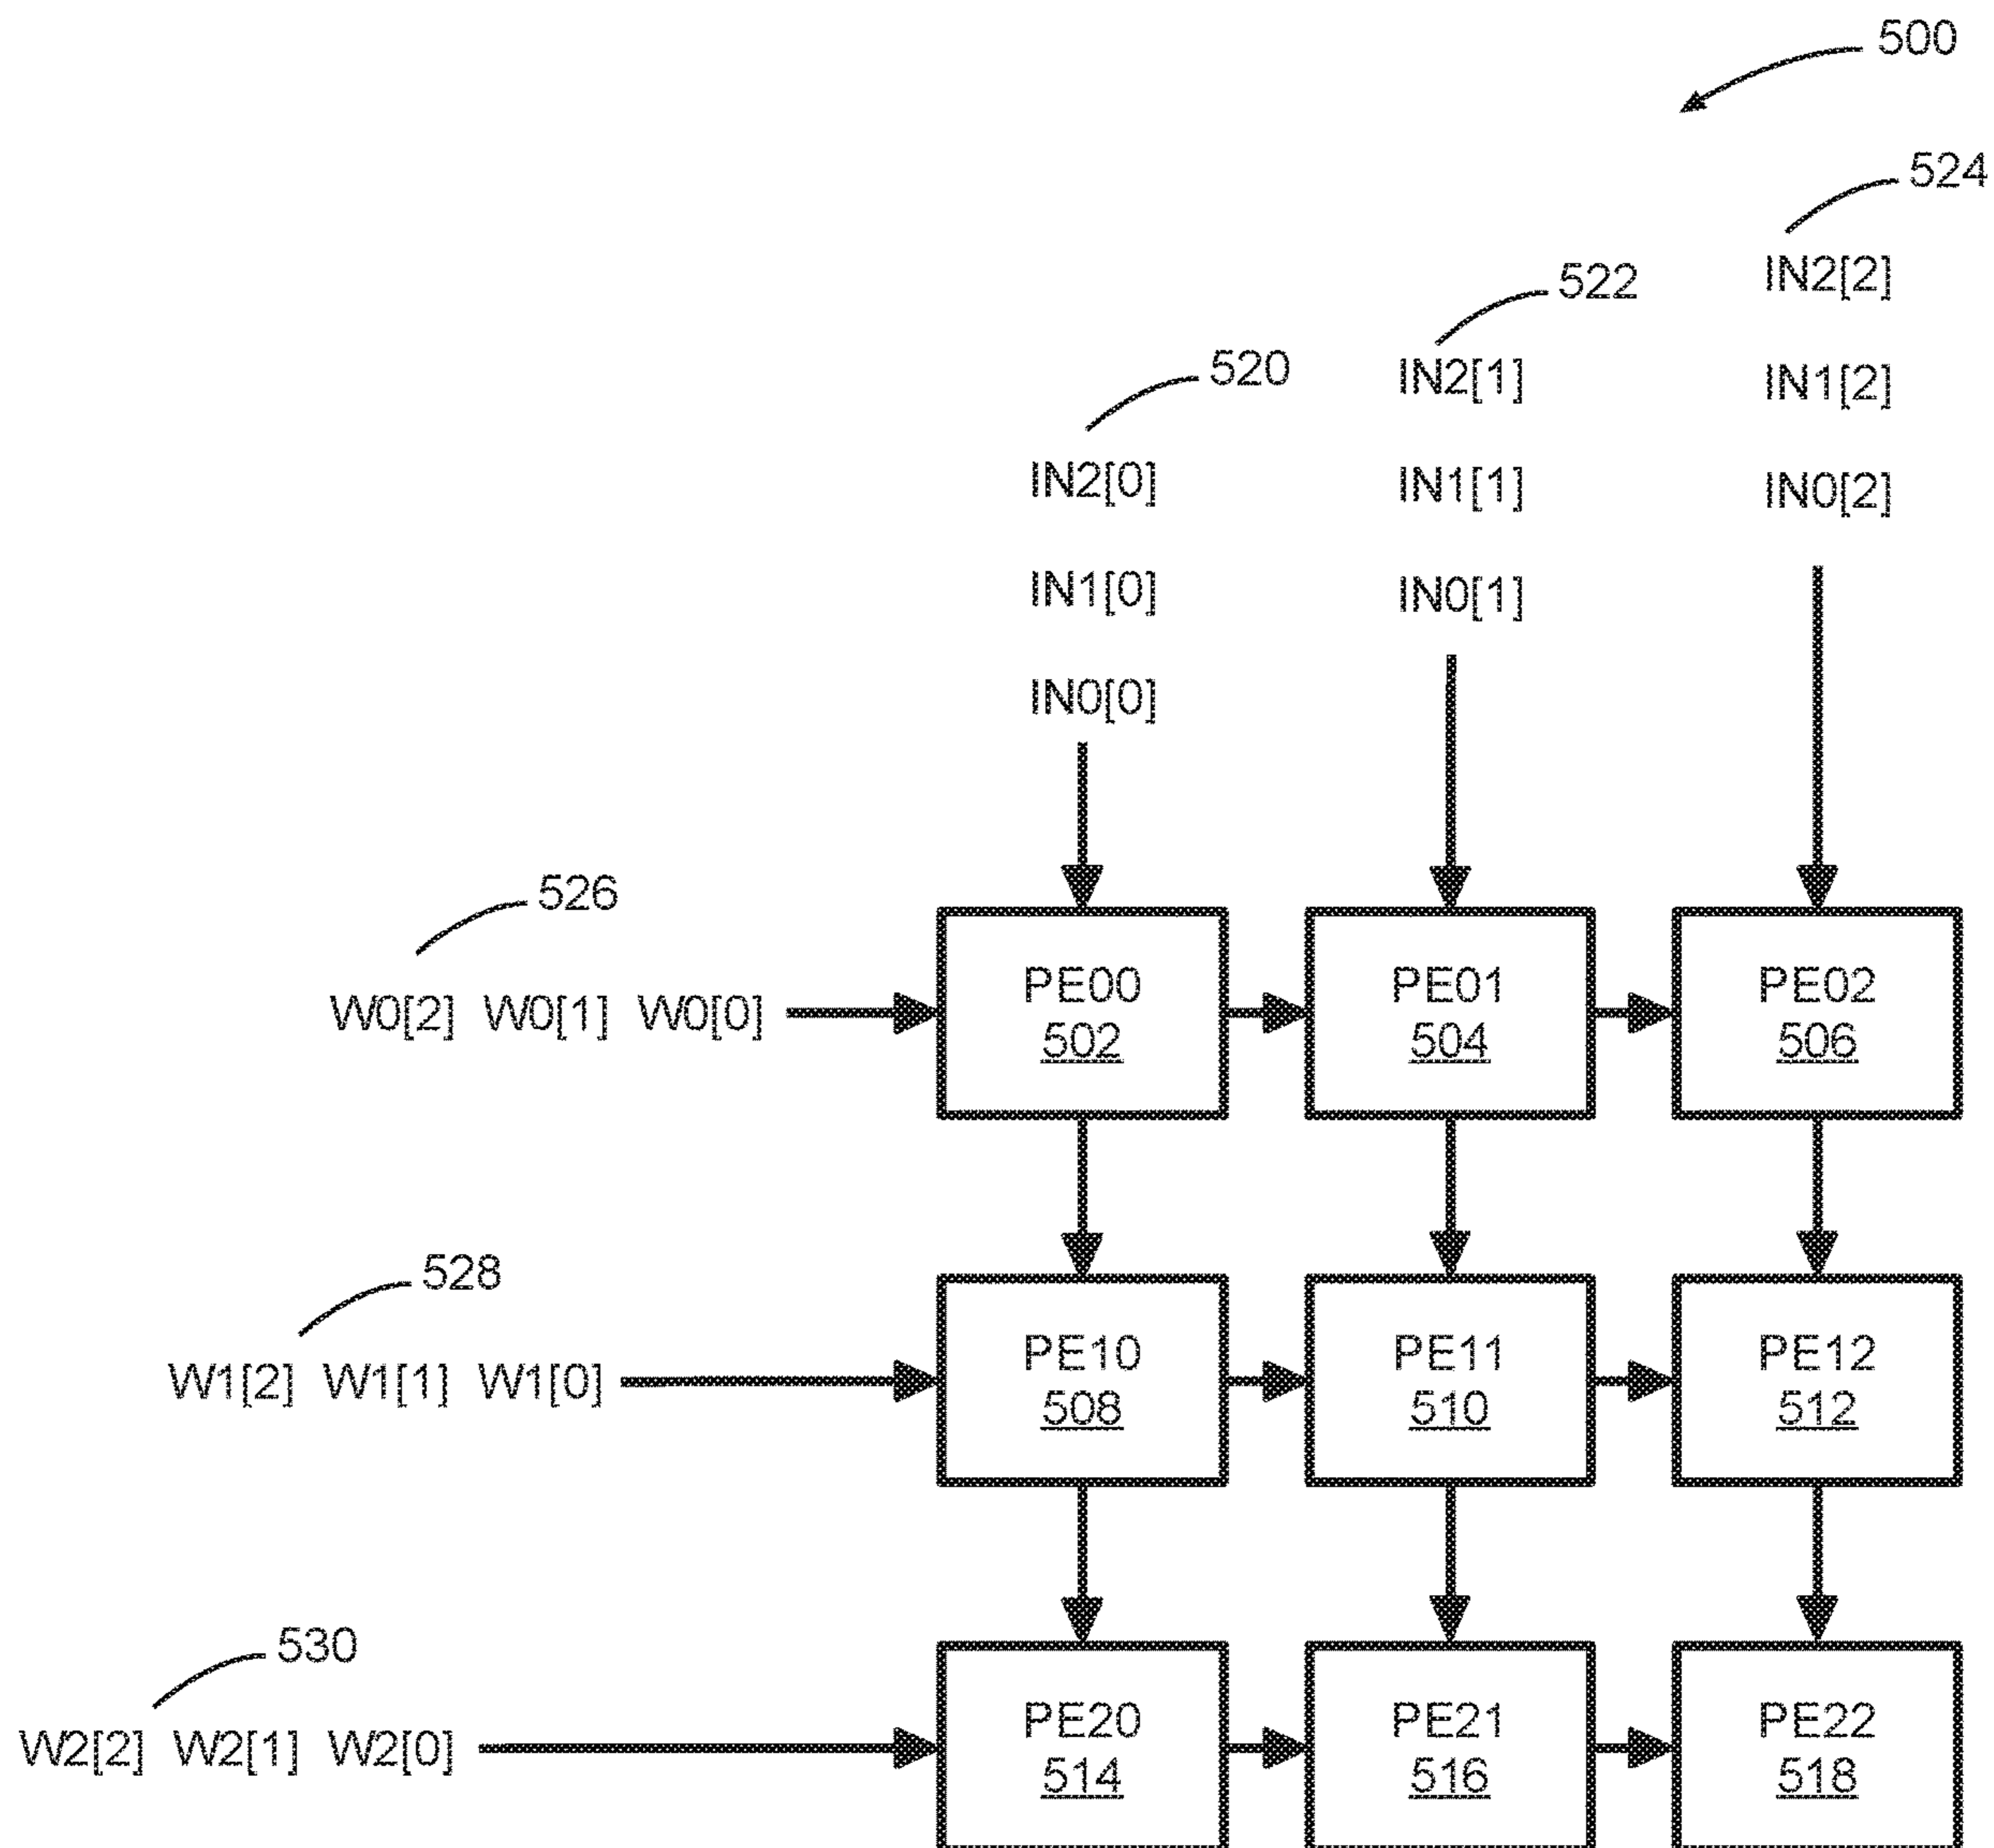 500
524
IN2[2]
522
IN2[1]
IN1[2]
520
IN2[0]
IN1[1]
IN0[2]
IN1[0]
IN0[1]
IN0[0]
526
W0[2] W0[1] W0[0]
PE00
502
PE01
504
PE02
506
528
W1[2] W1[1] W1[0]
PE10
508
PE11
510
PE12
512
530
W2[2] W2[1] W2[0]
PE20
514
PE21
516
PE22
518